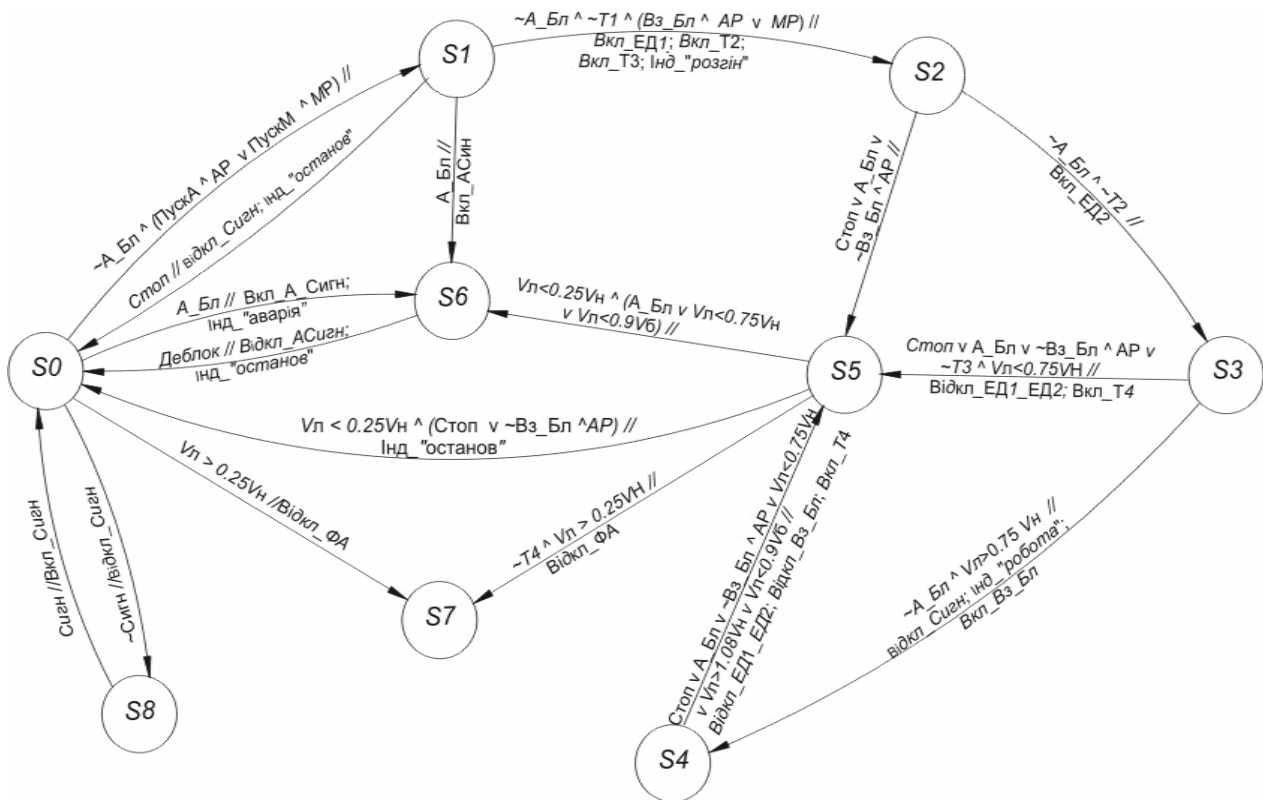 ~А_Бл ^ ~Т1 ^ (Вз_Бл ^ АР v МР) //
Вкл_ЕД1; Вкл_Т2;
Вкл_Т3; Інд_"розгін"
S1
S2
~А_Бл ^ (ПускА ^ АР v ПускМ ^ МР) //
Стоп // відкл_Сигн; інд_"останов"
А_Бл //
Вкл_АСин
Стоп v А_Бл v
~Вз_Бл ^ АР //
~А_Бл ^ ~Т2 //
Вкл_ЕД2
А_Бл // Вкл_А_Сигн;
Інд_"аварія"
S6
Vл<0.25Vн ^ (А_Бл v Vл<0.75Vн
v Vл<0.9Vб) //
Деблок // Відкл_АСигн;
інд_"останов"
S0
S5
Стоп v А_Бл v ~Вз_Бл ^ АР v
~Т3 ^ Vл<0.75VН //
Відкл_ЕД1_ЕД2; Вкл_Т4
S3
Vл < 0.25Vн ^ (Стоп v ~Вз_Бл ^АР) //
Інд_"останов"
Vл > 0.25Vн //Відкл_ФА
~Т4 ^ Vл > 0.25VН //
Відкл_ФА
Сигн //Вкл_Сигн
~Сигн //відкл_Сигн
S7
Стоп v А_Бл v ~Вз_Бл ^ АР v Vл<0.75Vн
v Vл>1.08Vн v Vл<0.9Vб //
Відкл_ЕД1_ЕД2; Відкл_Вз_Бл; Вкл_Т4
~А_Бл ^ Vл>0.75 Vн //
відкл_Сигн; інд_"робота";
Вкл_Вз_Бл
S8
S4